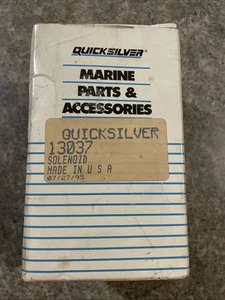 QUICKSILVER
MARINE
PARTS &
ACCESSORIES
QUICKSILVER
13037
SOLENOID
MADE IN U S A
07/27/95